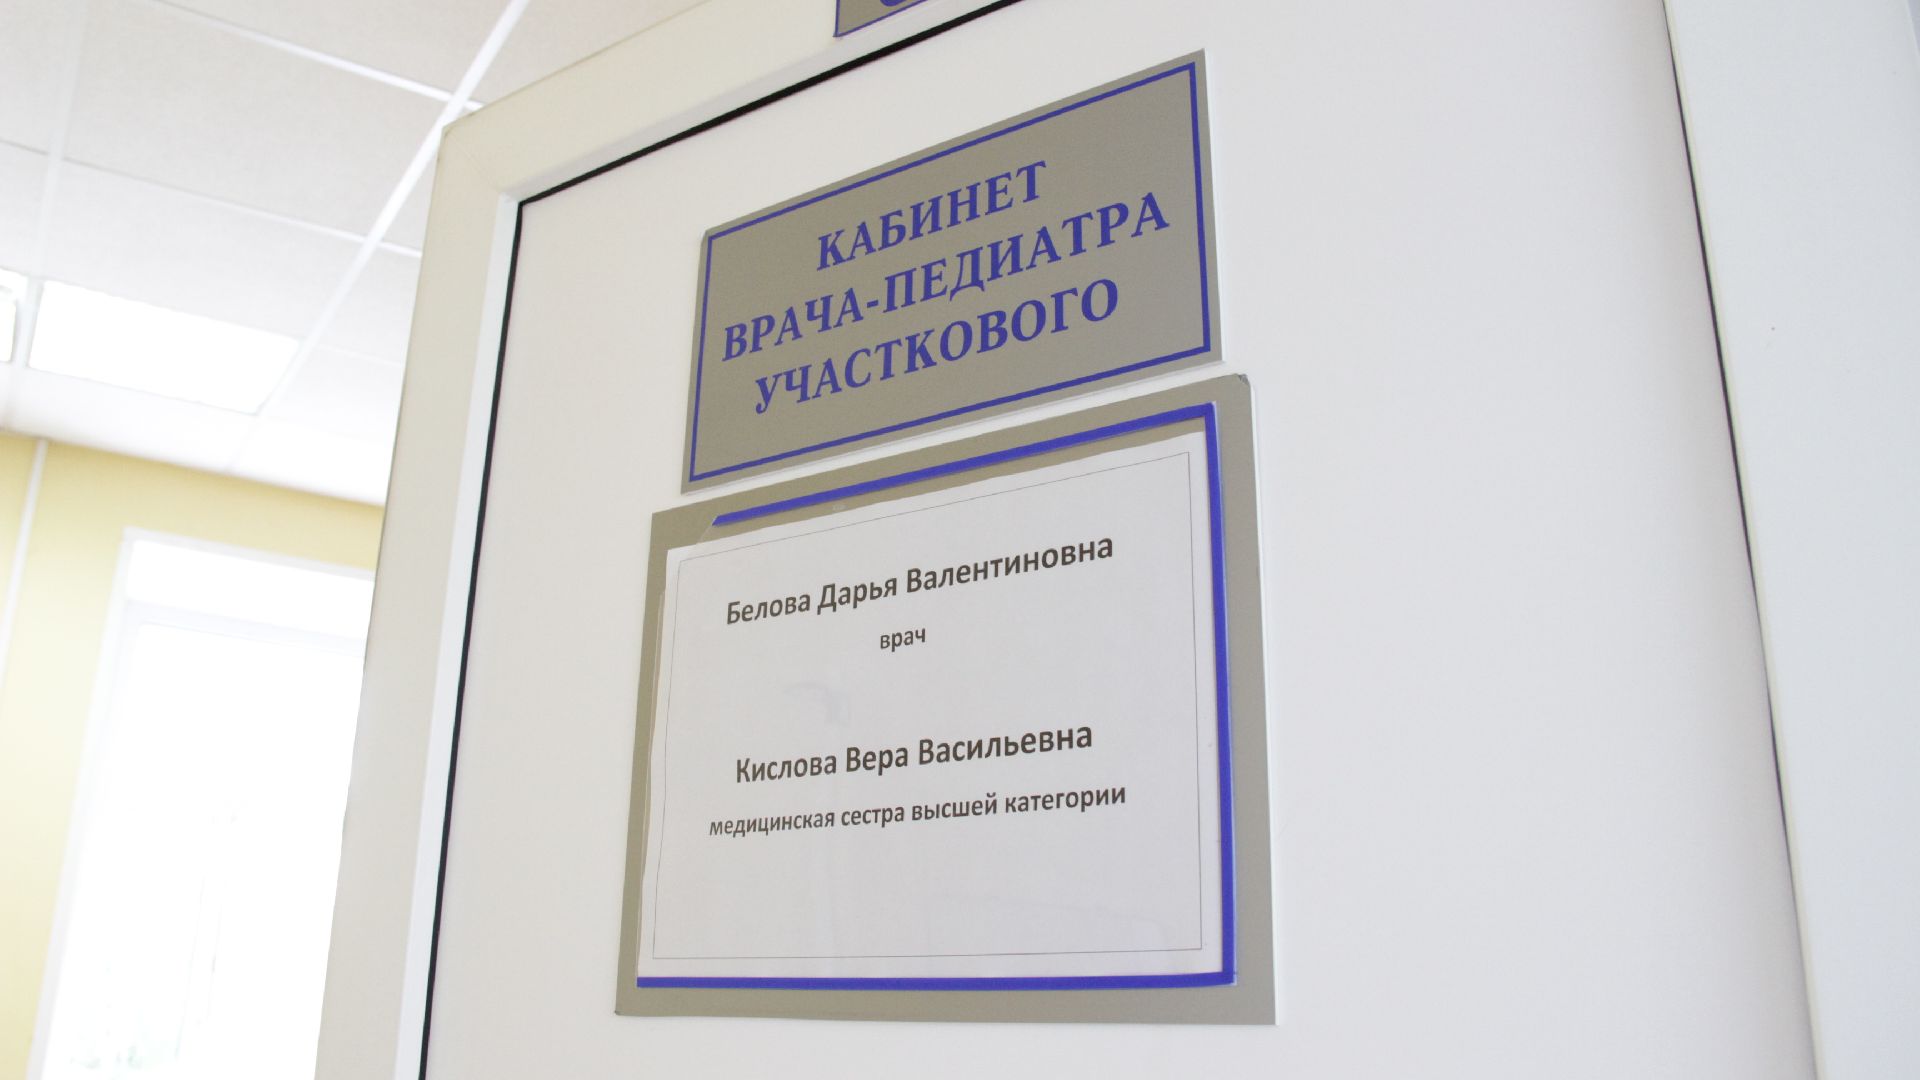 КАБИНЕТ
ВРАЧА-ПЕДИАТРА
УЧАСТКОВОГО
Белова Дарья Валентиновна
врач
Кислова Вера Васильевна
медицинская сестра высшей категории